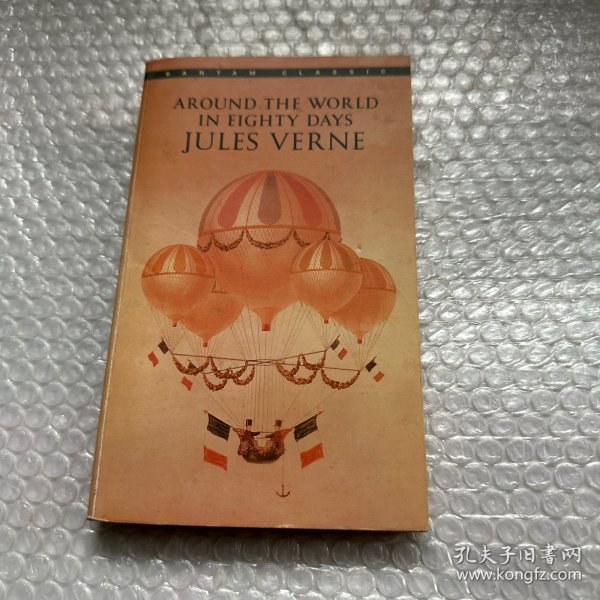 BANTAM CLASSIC
AROUND THE WORLD
IN EIGHTY DAYS
JULES VERNE
孔夫子旧书网
www.kongfz.com